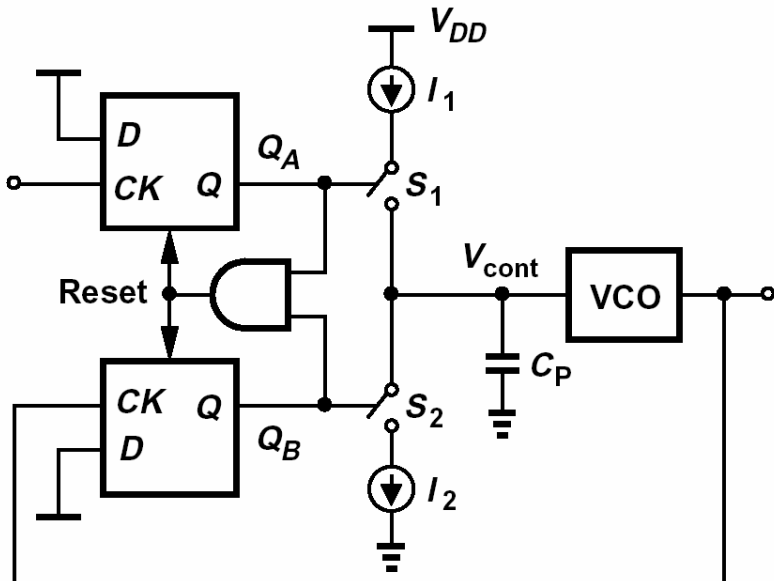 V_DD
I_1
D
Q_A
CK
Q
S_1
V_cont
Reset
VCO
C_P
CK
Q
S_2
D
Q_B
I_2